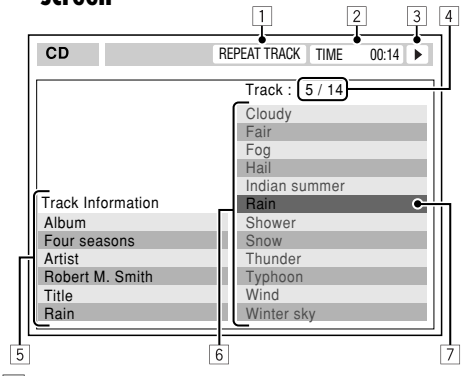 screen
1 2 3 4
CD REPEAT TRACK TIME 00:14
Track : 5 / 14
Cloudy
Fair
Fog
Hail
Indian summer
Rain
Shower
Snow
Thunder
Typhoon
Wind
Winter sky
Track Information
Album
Four seasons
Artist
Robert M. Smith
Title
Rain
5 6 7